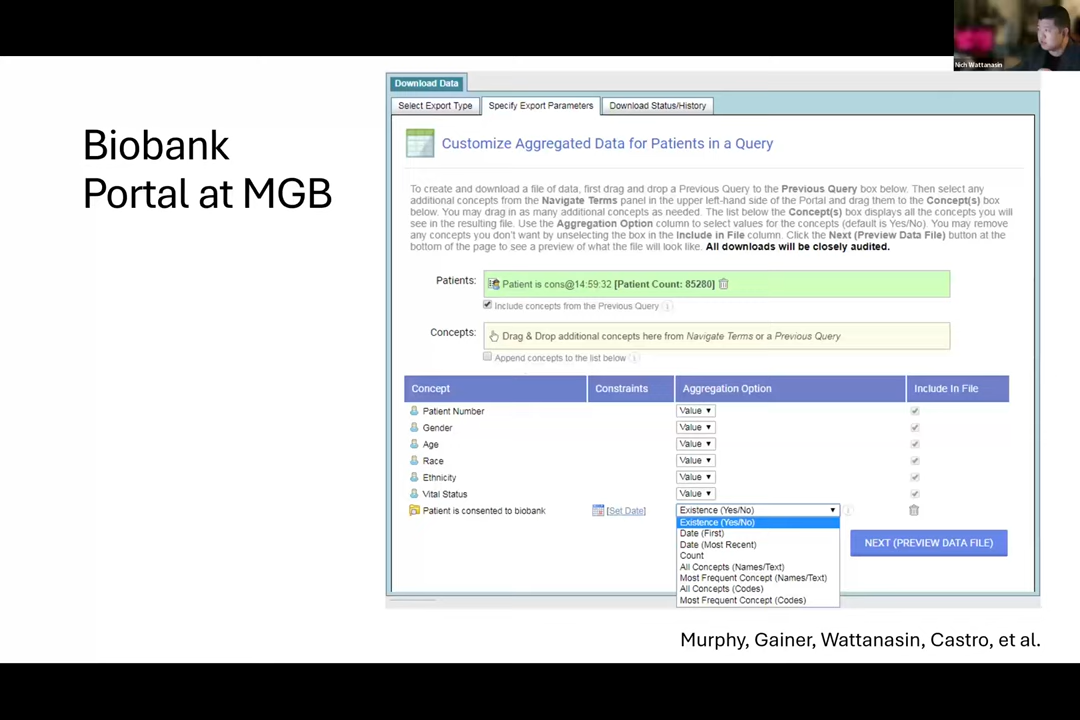 Nich Wattanasin
Biobank
Portal at MGB
Download Data
Select Export Type
Specify Export Parameters
Download Status/History
Customize Aggregated Data for Patients in a Query
To create and download a file of data, first drag and drop a Previous Query to the Previous Query box below. Then select any
additional concepts from the Navigate Terms panel in the upper left-hand side of the Portal and drag them to the Concept(s) box
below. You may drag in as many additional concepts as needed. The list below the Concept(s) box displays all the concepts you will
see in the resulting file. Use the Aggregation Option column to select values for the concepts (default is Yes/No). You may remove
any concepts you don't want by unselecting the box in the Include in File column. Click the Next (Preview Data File) button at the
bottom of the page to see a preview of what the file will look like. All downloads will be closely audited.
Patients: Patient is cons@14:59:32 [Patient Count: 85280]
Include concepts from the Previous Query
Concepts: Drag & Drop additional concepts here from Navigate Terms or a Previous Query
Append concepts to the list below
Concept Constraints Aggregation Option Include In File
Patient Number Value
Gender Value
Age Value
Race Value
Ethnicity Value
Vital Status Value
Patient is consented to biobank [Set Date] Existence (Yes/No)
Existence (Yes/No)
Date (First)
Date (Most Recent)
Count
All Concepts (Names/Text)
Most Frequent Concept (Names/Text)
All Concepts (Codes)
Most Frequent Concept (Codes)
NEXT (PREVIEW DATA FILE)
Murphy, Gainer, Wattanasin, Castro, et al.